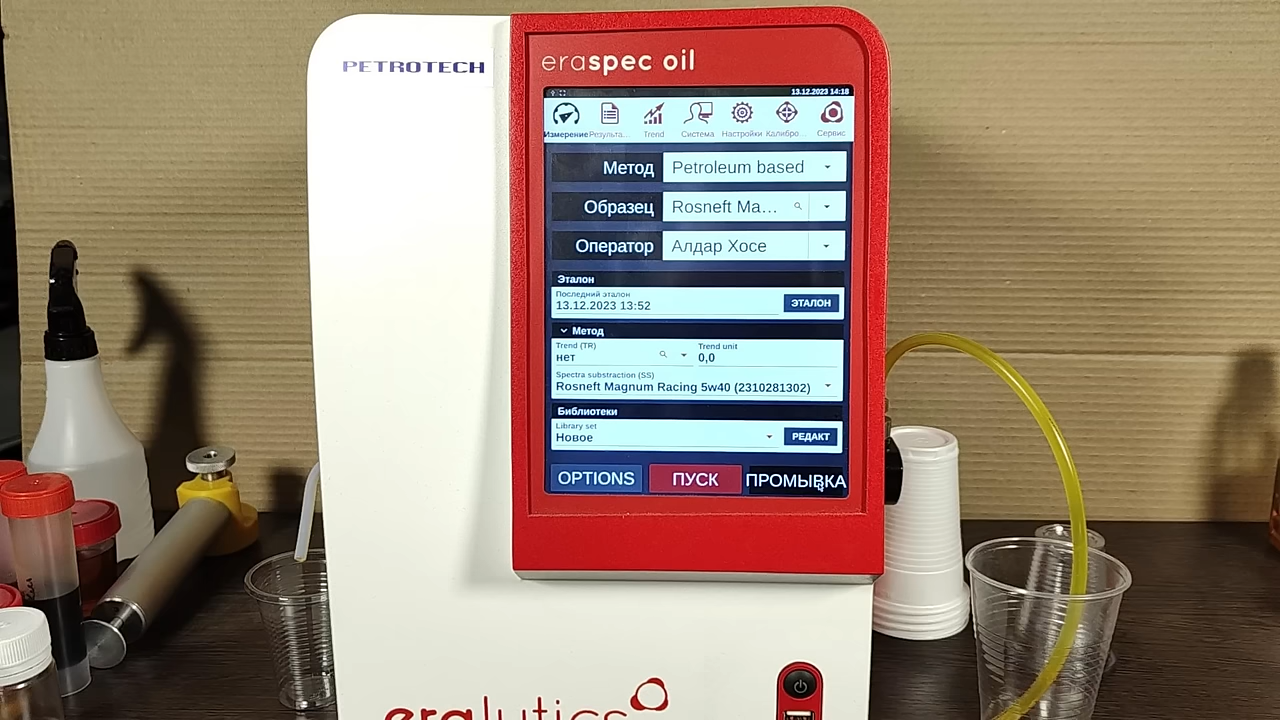 PETROTECH
eraspec oil
13.12.2023 14:18
Измерение Результа... Trend Система Настройки Калибро... Сервис
Метод Petroleum based
Образец Rosneft Ma...
Оператор Алдар Хосе
Эталон
Последний эталон
13.12.2023 13:52 ЭТАЛОН
Метод
Trend (TR) Trend unit
нет 0,0
Spectra substraction (SS)
Rosneft Magnum Racing 5w40 (2310281302)
Библиотеки
Library set
Новое РЕДАКТ
OPTIONS ПУСК ПРОМЫВКА
eralytics